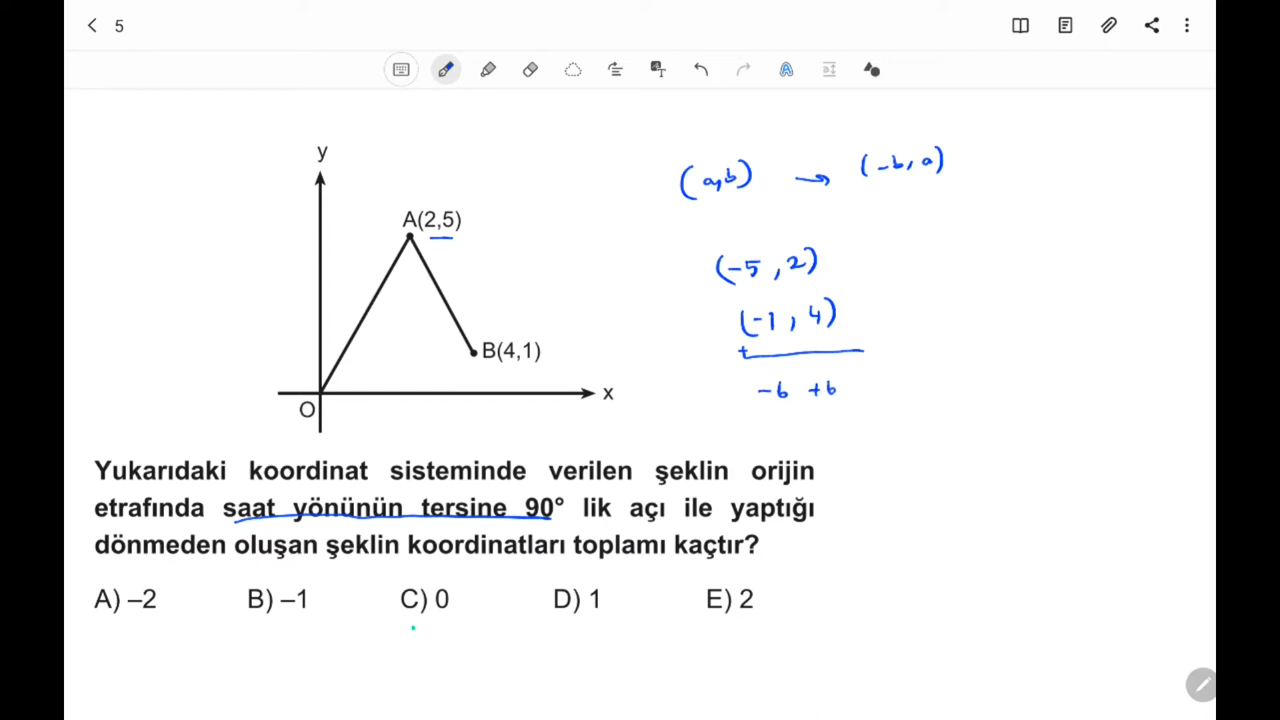 5
y
(a,b) → (-b, a)
A(2,5)
(-5 , 2)
(-1 , 4)
+
B(4,1)
-6 +6
x
O
Yukarıdaki koordinat sisteminde verilen şeklin orijin
etrafında saat yönünün tersine 90° lik açı ile yaptığı
dönmeden oluşan şeklin koordinatları toplamı kaçtır?
A) –2 B) –1 C) 0 D) 1 E) 2